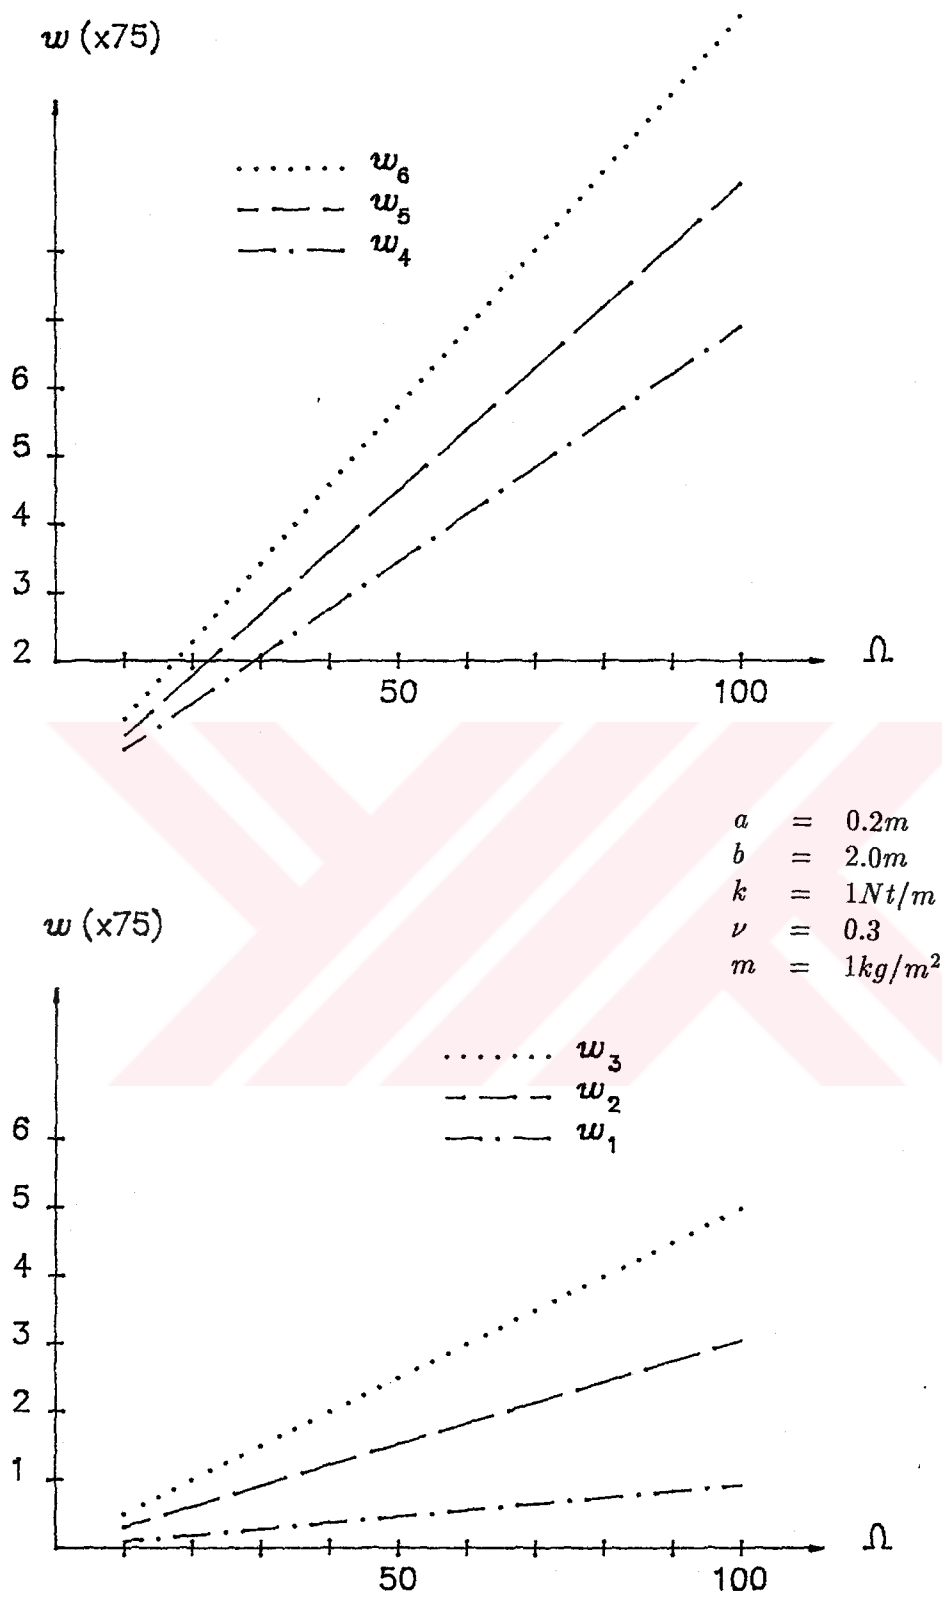 w (x75)
w6
w5
w4
6
5
4
3
2
50 100 Ω
a = 0.2m
b = 2.0m
k = 1Nt/m
ν = 0.3
m = 1kg/m²
w (x75)
w3
w2
w1
6
5
4
3
2
1
50 100 Ω